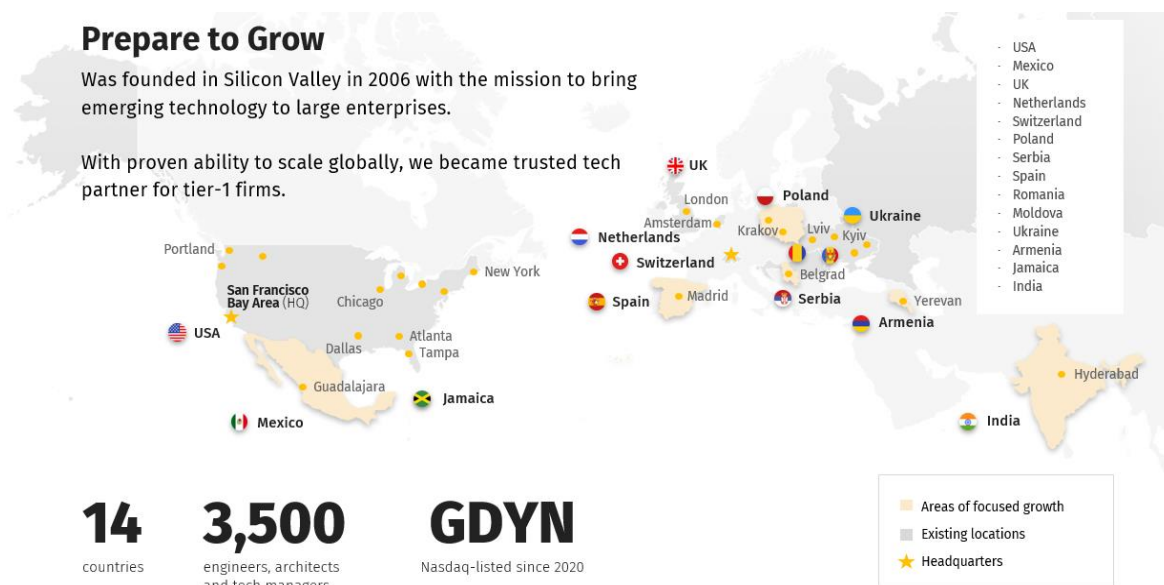 Prepare to Grow
Was founded in Silicon Valley in 2006 with the mission to bring
emerging technology to large enterprises.
With proven ability to scale globally, we became trusted tech
partner for tier-1 firms.
- USA
- Mexico
- UK
- Netherlands
- Switzerland
- Poland
- Serbia
- Spain
- Romania
- Moldova
- Ukraine
- Armenia
- Jamaica
- India
UK
London
Poland
Amsterdam
Krakov
Lviv
Kyiv
Ukraine
Netherlands
Switzerland
Belgrad
Spain
Madrid
Serbia
Yerevan
Armenia
Portland
New York
San Francisco
Bay Area (HQ)
Chicago
USA
Atlanta
Dallas
Tampa
Guadalajara
Jamaica
Mexico
Hyderabad
India
14
countries
3,500
engineers, architects
and tech managers
GDYN
Nasdaq-listed since 2020
Areas of focused growth
Existing locations
Headquarters